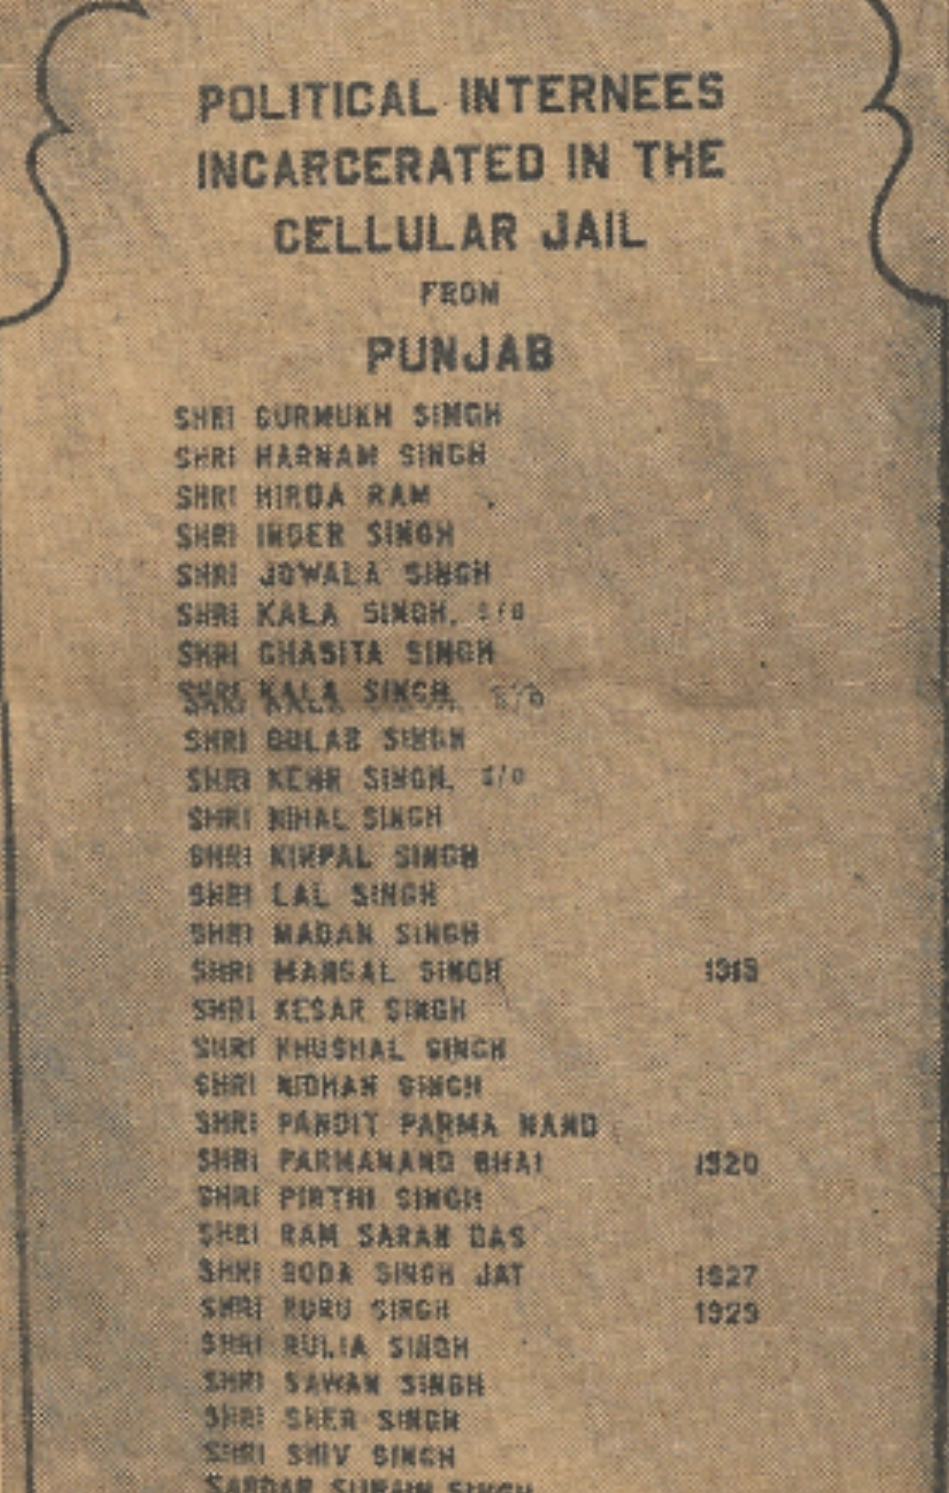 POLITICAL INTERNEES
INCARCERATED IN THE
CELLULAR JAIL
FROM
PUNJAB
SHRI GURMUKH SINGH
SHRI HARNAM SINGH
SHRI HIRDA RAM
SHRI INDER SINGH
SHRI JOWALA SINGH
SHRI KALA SINGH, S/O
SHRI CHASITA SINGH
SHRI KALA SINGH, S/O
SHRI GULAB SINGH
SHRI KEHR SINGH, S/O
SHRI NIHAL SINGH
SHRI KIRPAL SINGH
SHRI LAL SINGH
SHRI MADAN SINGH
SHRI MANGAL SINGH
SHRI KESAR SINGH
SHRI KHUSHAL SINGH
SHRI NIDHAN SINGH
SHRI PANDIT PARMA NAND
SHRI PARMANAND BHAI 1920
SHRI PIRTHI SINGH
SHRI RAM SARAN DAS
SHRI RODA SINGH JAT 1927
SHRI RURU SINGH 1929
SHRI RULIA SINGH
SHRI SAWAN SINGH
SHRI SHER SINGH
SHRI SHIV SINGH
SARDAR SINGH